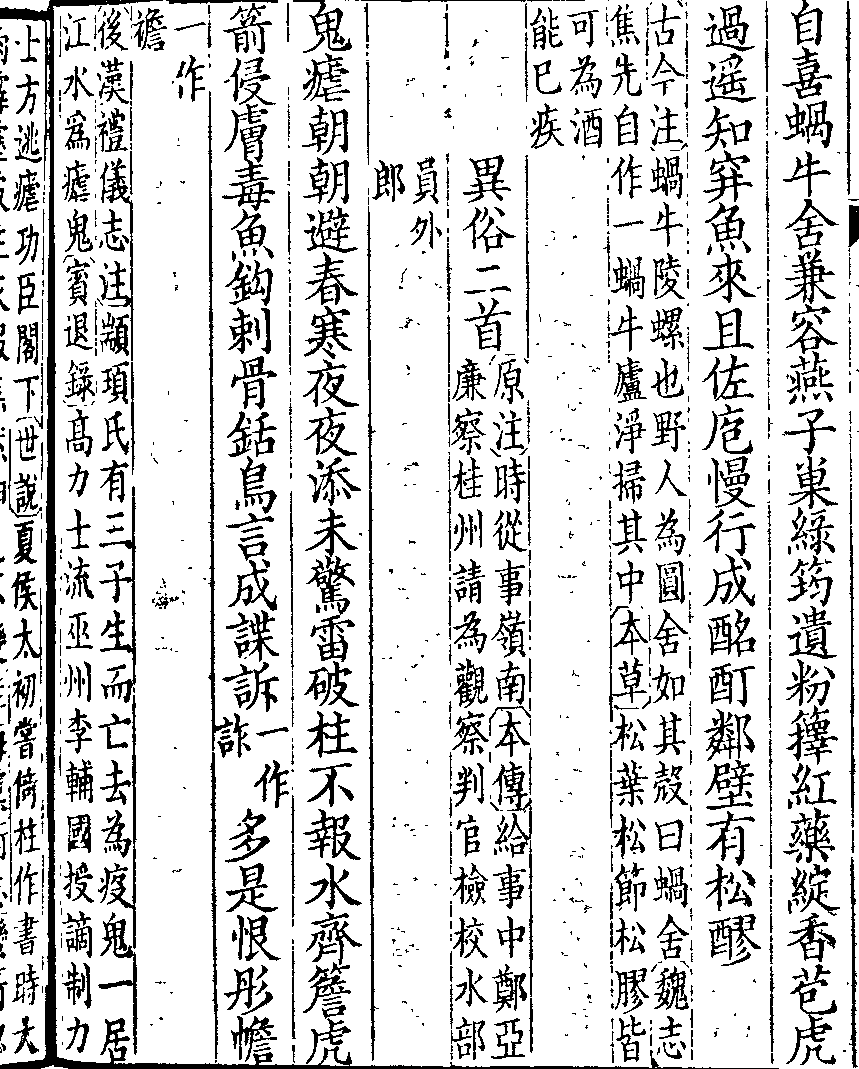 自喜蝸牛舍兼容燕子巢綠筠遺粉籜紅藥綻香苞虎
過遥知穽魚來且佐庖慢行成酩酊鄰壁有松醪
古今注蝸牛陵螺也野人為圓舍如其殼曰蝸舍魏志
焦先自作一蝸牛廬淨掃其中本草松葉松節松膠皆
可為酒
能已疾
異俗二首
原注時從事嶺南本傳給事中鄭亞
廉察桂州請為觀察判官檢校水部
員外
郎
鬼瘧朝朝避春寒夜夜添未驚雷破柱不報水齊簷虎
箭侵膚毒魚鈎刺骨銛鳥言成諜訴一作詐多是恨彤幨
一作
襜
後漢禮儀志注顓頊氏有三子生而亡去為疫鬼一居
江水為瘧鬼賓退錄高力士流巫州李輔國授謫制力
士方逃瘧功臣閣下世說夏侯太初嘗倚柱作書時大